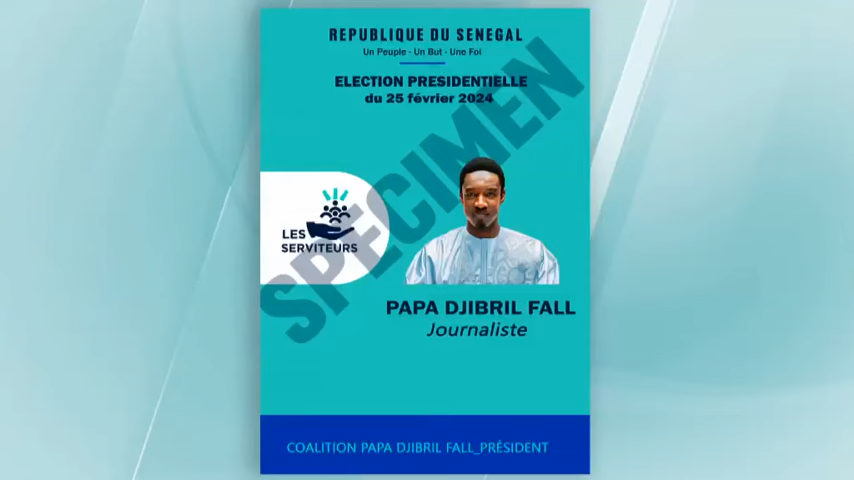 REPUBLIQUE DU SENEGAL
Un Peuple - Un But - Une Foi
ELECTION PRESIDENTIELLE
du 25 février 2024
SPECIMEN
LES
SERVITEURS
PAPA DJIBRIL FALL
Journaliste
COALITION PAPA DJIBRIL FALL_PRÉSIDENT